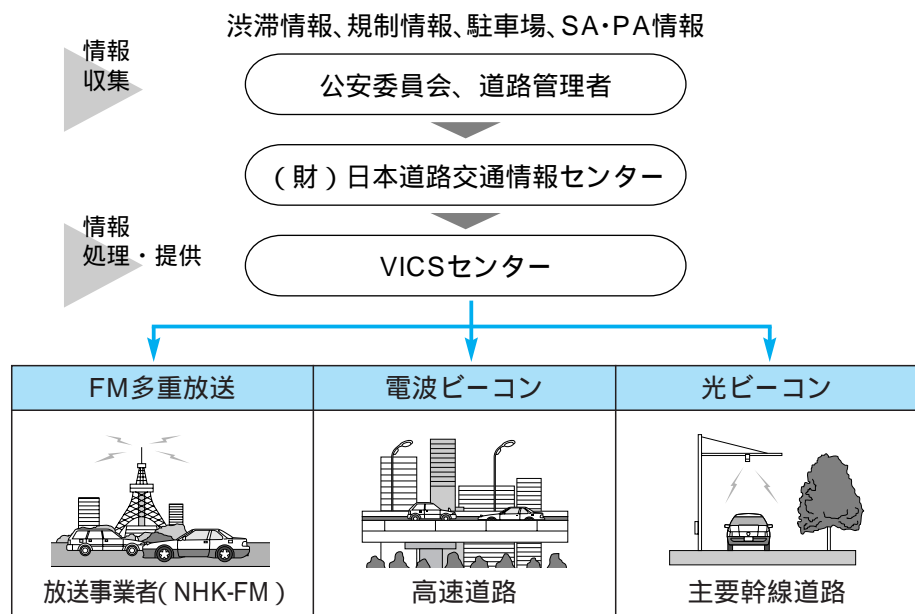 渋滞情報、規制情報、駐車場、SA・PA情報
情報
収集
公安委員会、道路管理者
（財）日本道路交通情報センター
情報
処理・提供
VICSセンター
FM多重放送
電波ビーコン
光ビーコン
放送事業者(NHK-FM)
高速道路
主要幹線道路